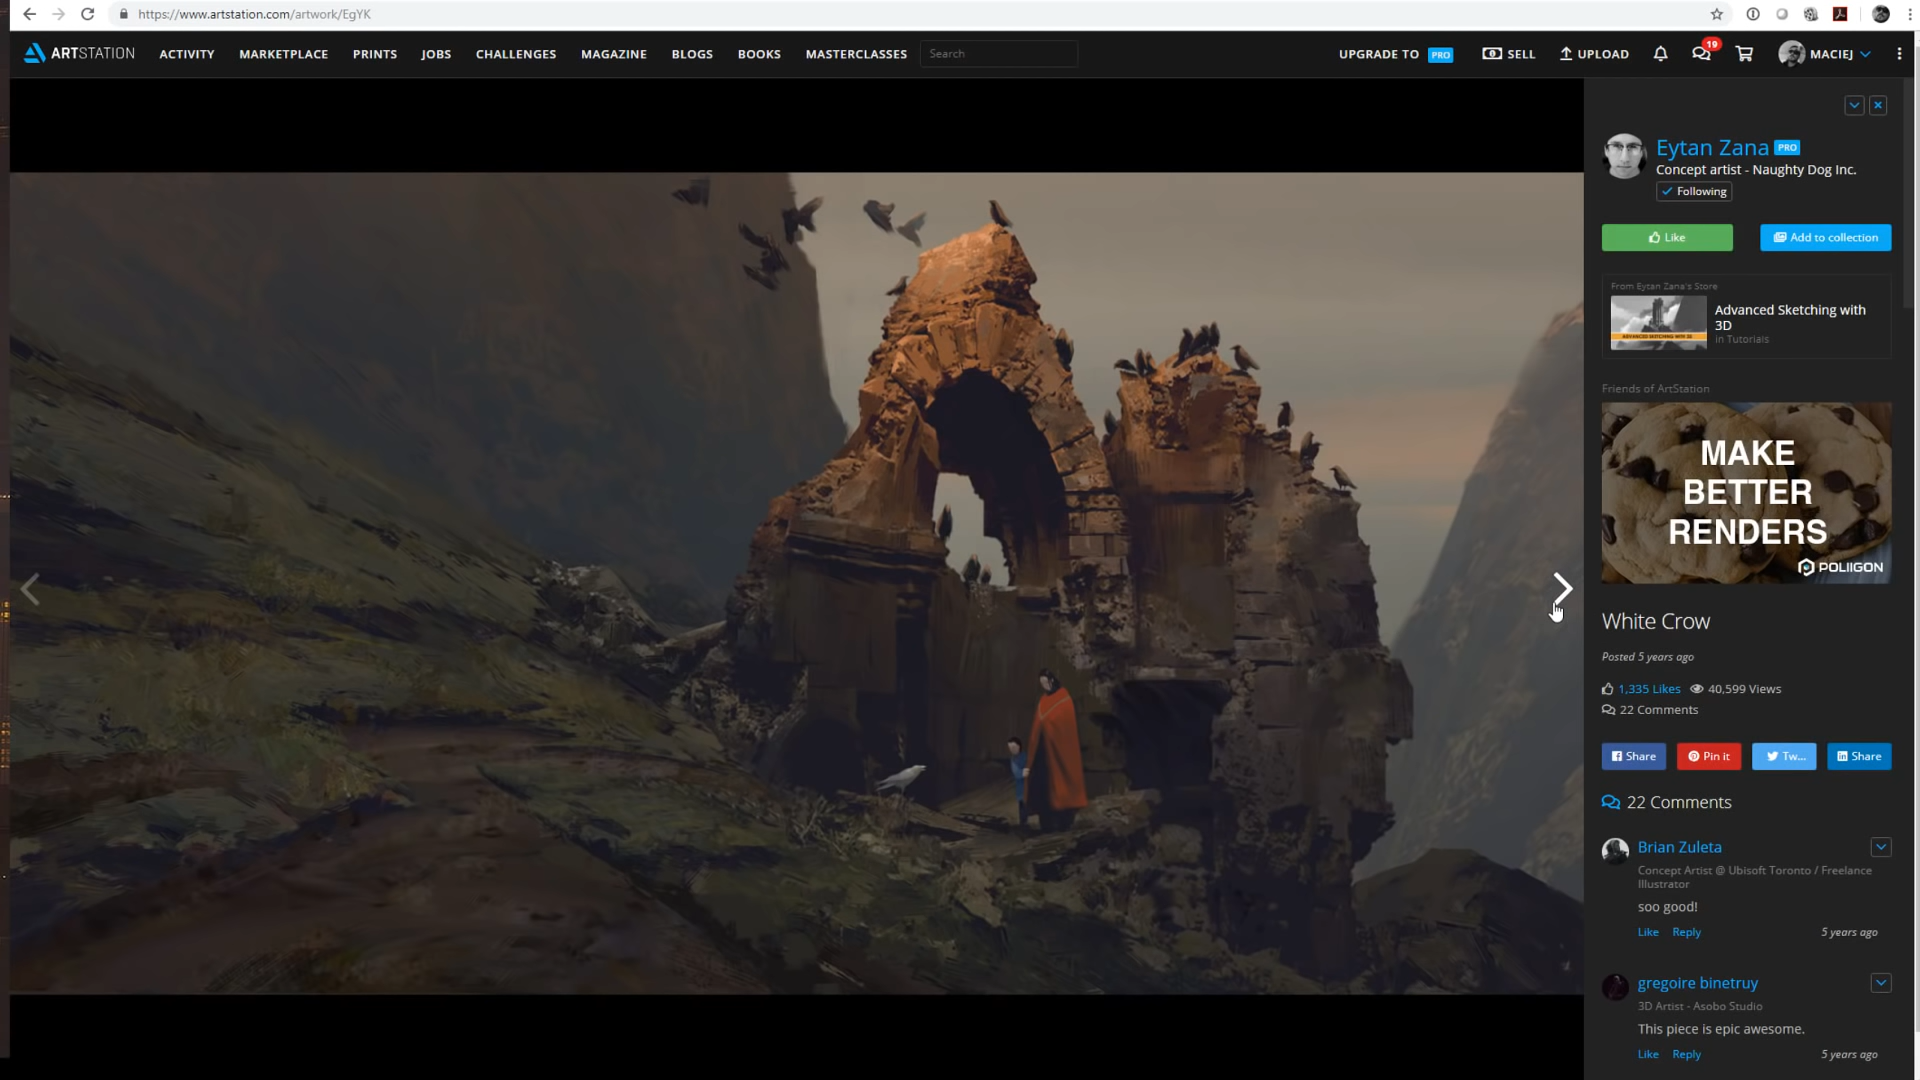 https://www.artstation.com/artwork/EgYK
ARTSTATION ACTIVITY MARKETPLACE PRINTS JOBS CHALLENGES MAGAZINE BLOGS BOOKS MASTERCLASSES Search UPGRADE TO PRO SELL UPLOAD 19 MACIEJ
Eytan Zana PRO
Concept artist - Naughty Dog Inc.
Following
Like Add to collection
From Eytan Zana's Store
Advanced Sketching with
3D
in Tutorials
ADVANCED SKETCHING WITH 3D
Friends of ArtStation
MAKE
BETTER
RENDERS
POLIIGON
White Crow
Posted 5 years ago
1,335 Likes 40,599 Views
22 Comments
Share Pin it Tw... Share
22 Comments
Brian Zuleta
Concept Artist @ Ubisoft Toronto / Freelance
Illustrator
soo good!
Like Reply 5 years ago
gregoire binetruy
3D Artist - Asobo Studio
This piece is epic awesome.
Like Reply 5 years ago